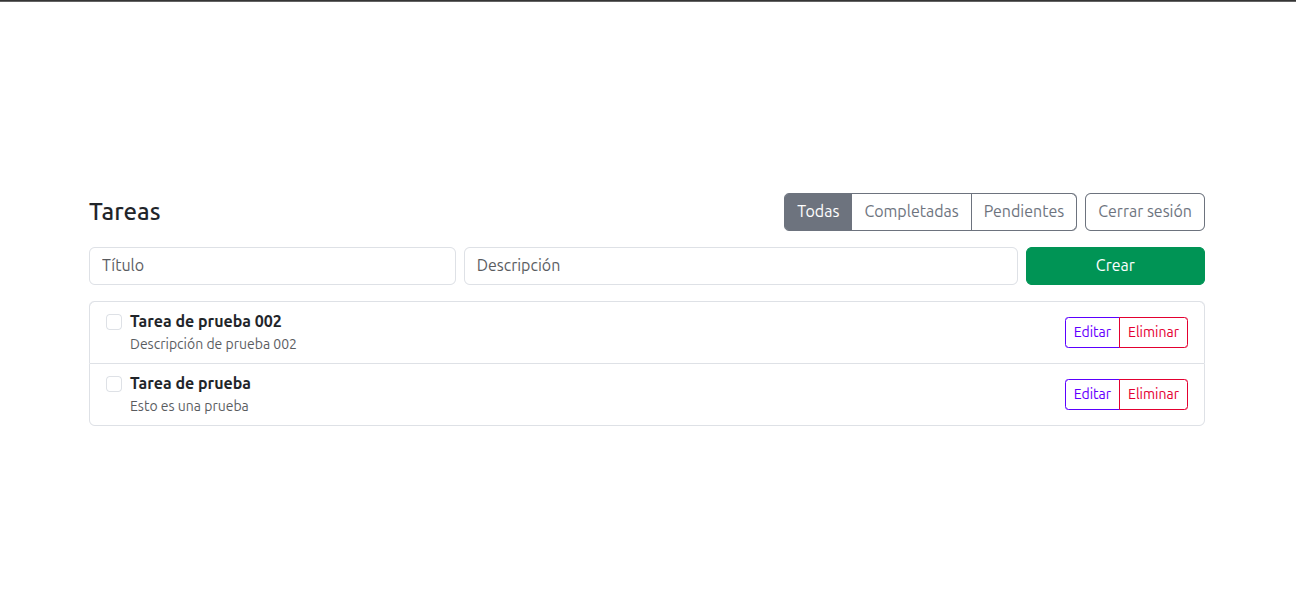 Tareas
Todas Completadas Pendientes Cerrar sesión
Título Descripción Crear
Tarea de prueba 002
Descripción de prueba 002
Editar Eliminar
Tarea de prueba
Esto es una prueba
Editar Eliminar